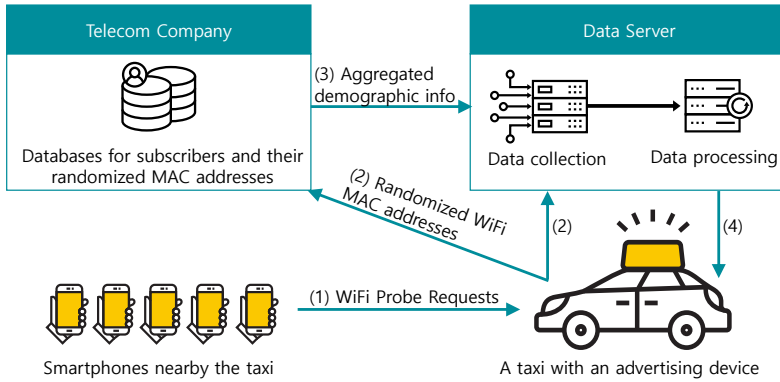 Telecom Company
Data Server
(3) Aggregated
demographic info
Databases for subscribers and their
randomized MAC addresses
Data collection
Data processing
(2) Randomized WiFi
MAC addresses
(2)
(4)
(1) WiFi Probe Requests
Smartphones nearby the taxi
A taxi with an advertising device